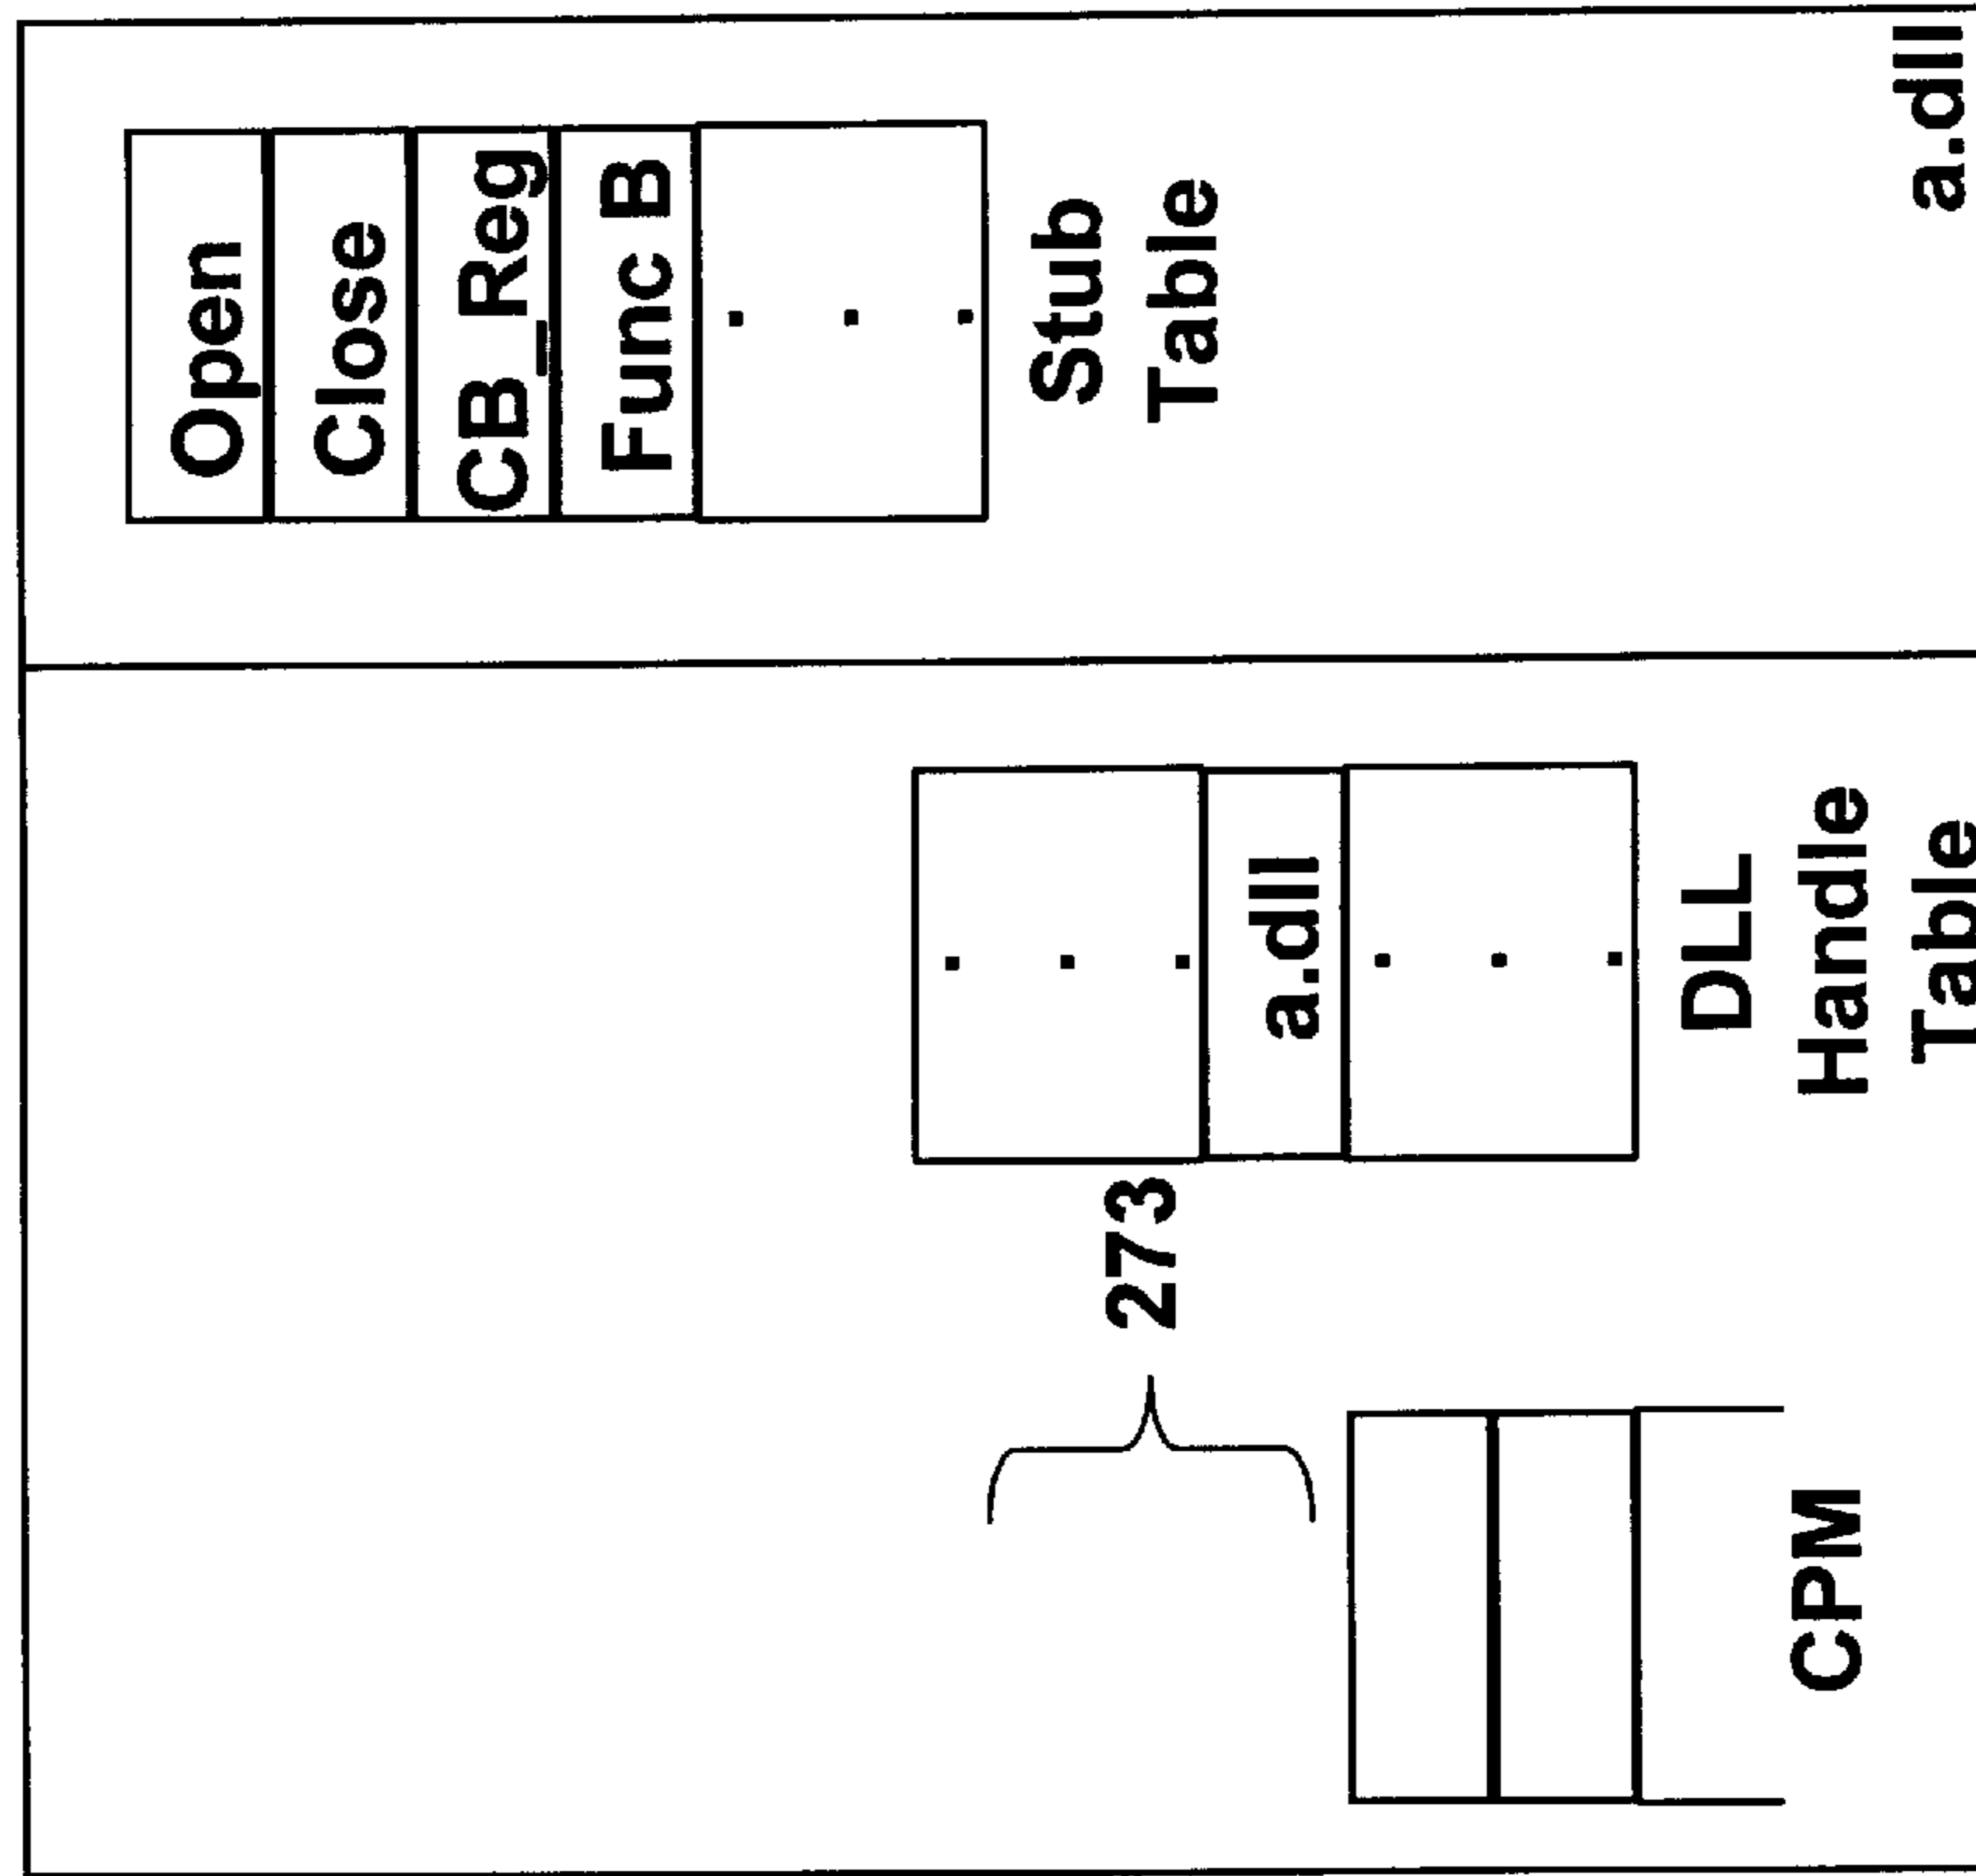 Open
Close
CB_Reg
Func B
Stub
Table
273
a.dll
DLL
Handle
Table
CPM
a.dll